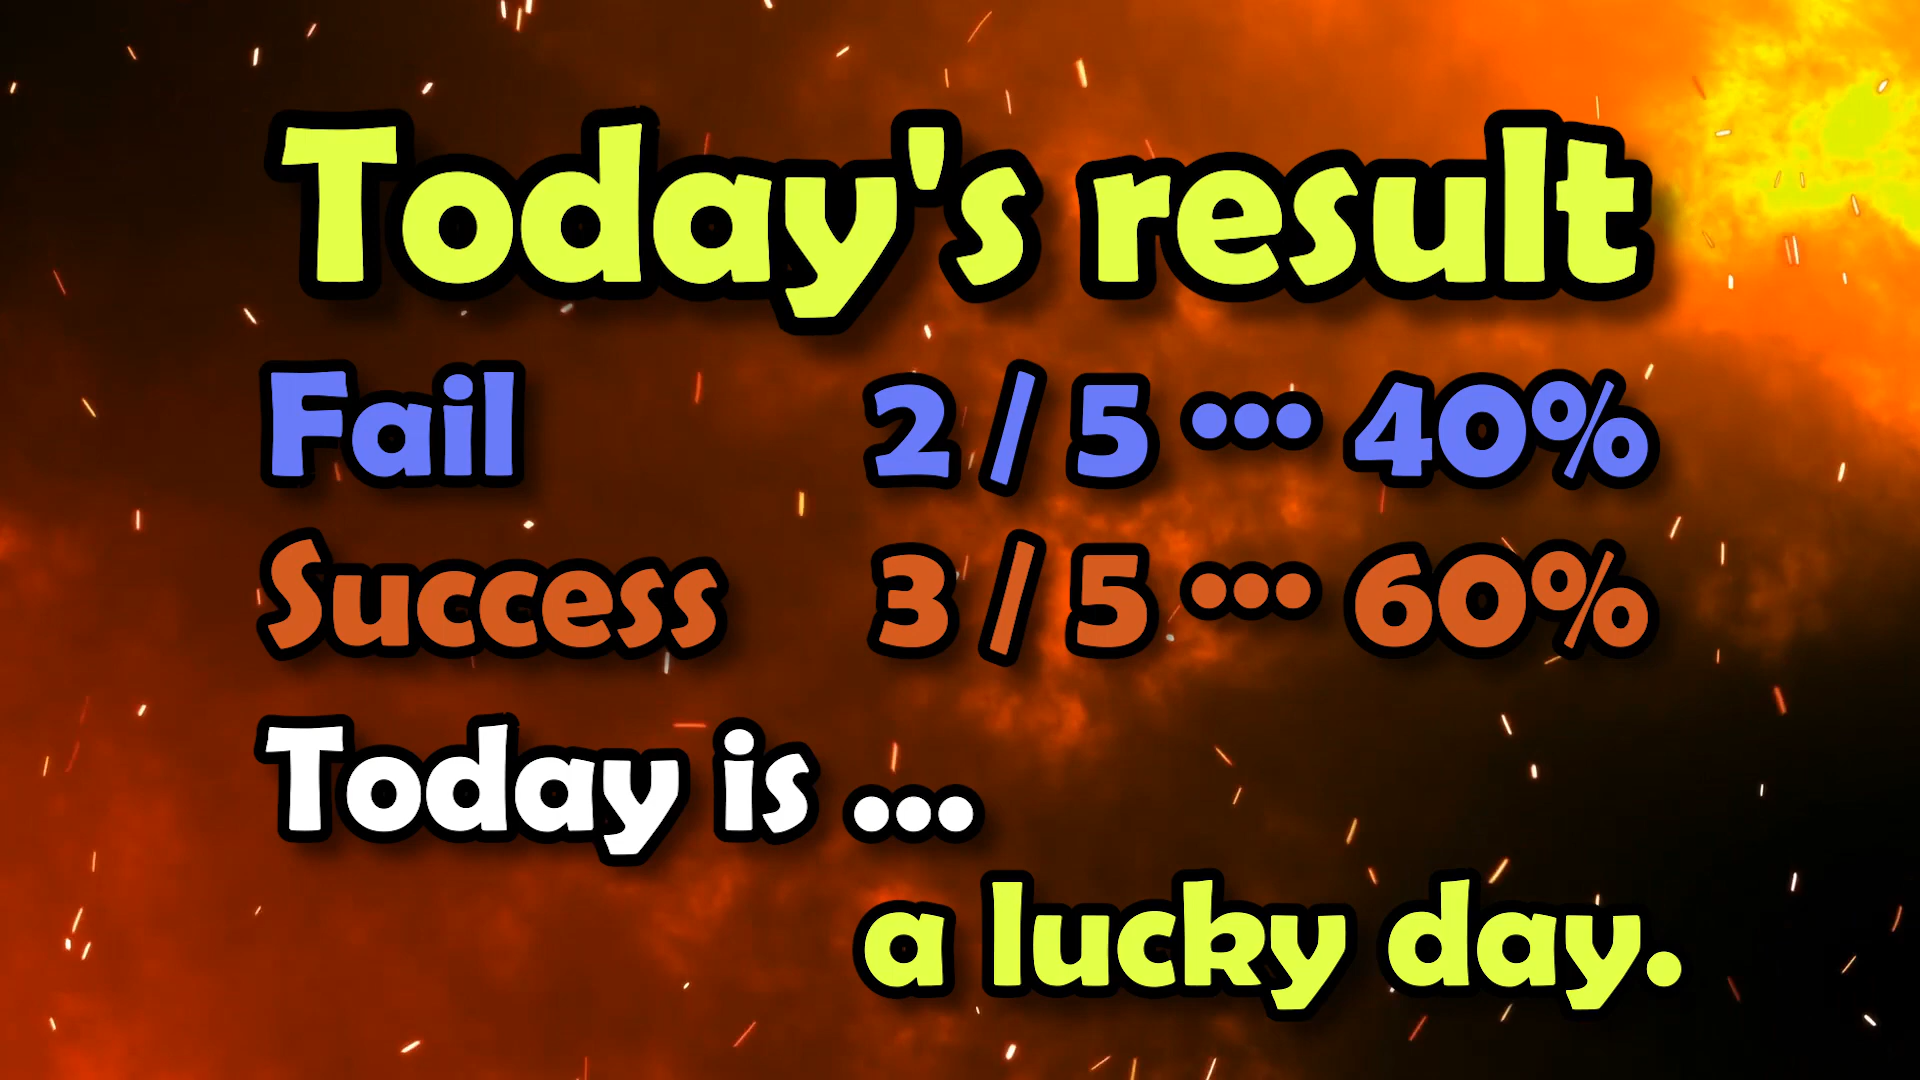 Today's result
Fail 2 / 5 ··· 40%
Success 3 / 5 ··· 60%
Today is ...
a lucky day.